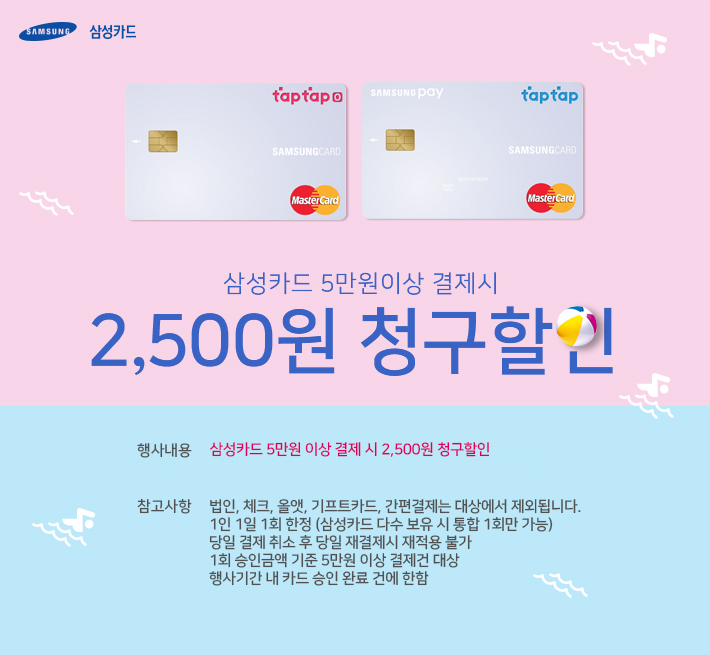 SAMSUNG 삼성카드
taptap O
SAMSUNGCARD
MasterCard
SAMSUNG pay taptap
SAMSUNGCARD
MasterCard
삼성카드 5만원이상 결제시
2,500원 청구할인
행사내용 삼성카드 5만원 이상 결제 시 2,500원 청구할인
참고사항 법인, 체크, 올앳, 기프트카드, 간편결제는 대상에서 제외됩니다.
1인 1일 1회 한정 (삼성카드 다수 보유 시 통합 1회만 가능)
당일 결제 취소 후 당일 재결제시 재적용 불가
1회 승인금액 기준 5만원 이상 결제건 대상
행사기간 내 카드 승인 완료 건에 한함